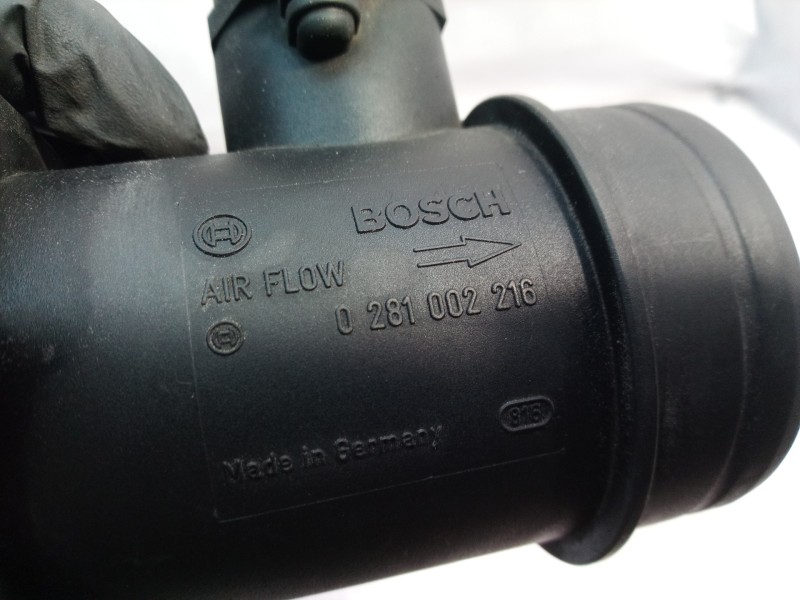 BOSCH
AIR FLOW
0 281 002 216
Made in Germany